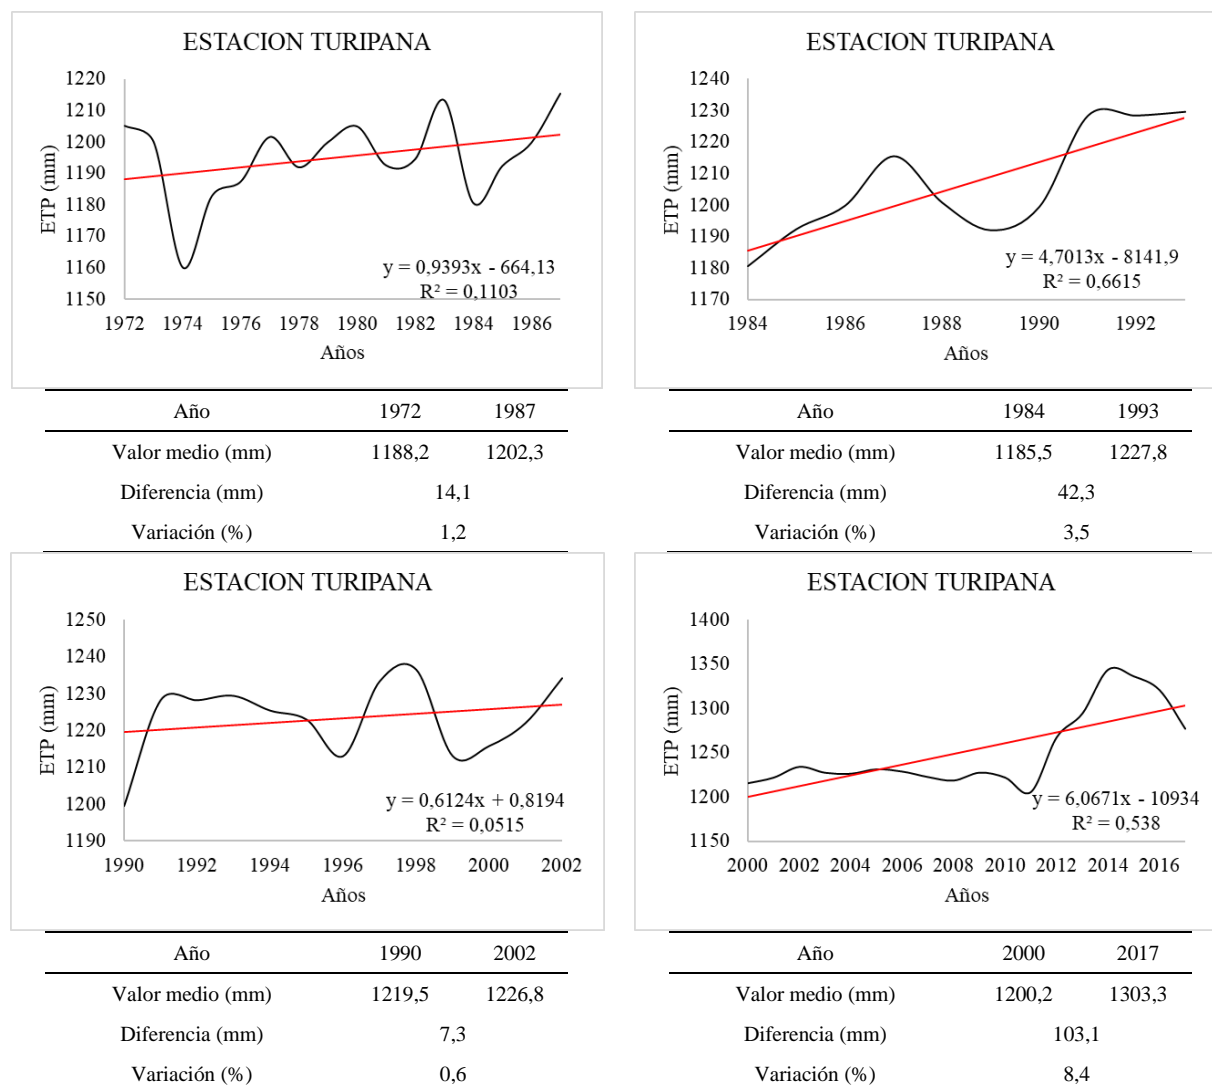 ESTACION TURIPANA
1220
1210
1200
1190
1180
1170
1160
1150
ETP (mm)
y = 0,9393x - 664,13
R² = 0,1103
1972 1974 1976 1978 1980 1982 1984 1986
Años
Año 1972 1987
Valor medio (mm) 1188,2 1202,3
Diferencia (mm) 14,1
Variación (%) 1,2
ESTACION TURIPANA
1240
1230
1220
1210
1200
1190
1180
1170
ETP (mm)
y = 4,7013x - 8141,9
R² = 0,6615
1984 1986 1988 1990 1992
Años
Año 1984 1993
Valor medio (mm) 1185,5 1227,8
Diferencia (mm) 42,3
Variación (%) 3,5
ESTACION TURIPANA
1250
1240
1230
1220
1210
1200
1190
ETP (mm)
y = 0,6124x + 0,8194
R² = 0,0515
1990 1992 1994 1996 1998 2000 2002
Años
Año 1990 2002
Valor medio (mm) 1219,5 1226,8
Diferencia (mm) 7,3
Variación (%) 0,6
ESTACION TURIPANA
1400
1350
1300
1250
1200
1150
ETP (mm)
y = 6,0671x - 10934
R² = 0,538
2000 2002 2004 2006 2008 2010 2012 2014 2016
Años
Año 2000 2017
Valor medio (mm) 1200,2 1303,3
Diferencia (mm) 103,1
Variación (%) 8,4